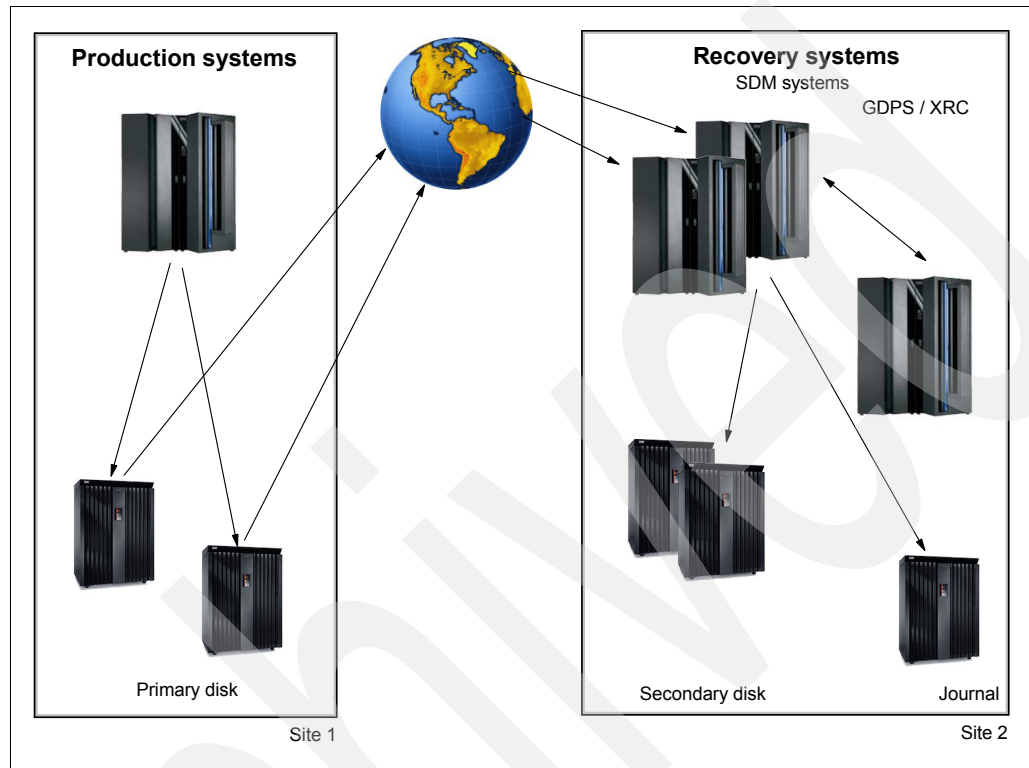 Production systems
Recovery systems
SDM systems
GDPS / XRC
Primary disk
Site 1
Secondary disk
Journal
Site 2